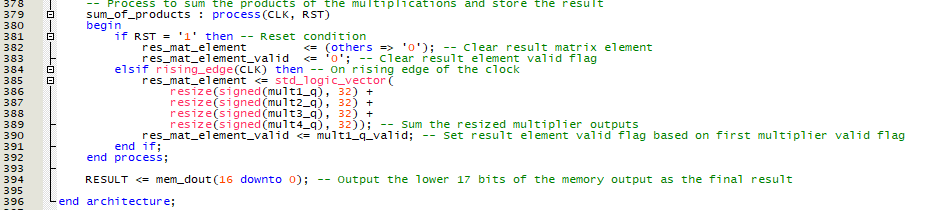 378 -- Process to sum the products of the multiplications and store the result
379 sum_of_products : process(CLK, RST)
380 begin
381 if RST = '1' then -- Reset condition
382 res_mat_element <= (others => '0'); -- Clear result matrix element
383 res_mat_element_valid <= '0'; -- Clear result element valid flag
384 elsif rising_edge(CLK) then -- On rising edge of the clock
385 res_mat_element <= std_logic_vector(
386 resize(signed(mult1_q), 32) +
387 resize(signed(mult2_q), 32) +
388 resize(signed(mult3_q), 32) +
389 resize(signed(mult4_q), 32)); -- Sum the resized multiplier outputs
390 res_mat_element_valid <= mult1_q_valid; -- Set result element valid flag based on first multiplier valid flag
391 end if;
392 end process;
393
394 RESULT <= mem_dout(16 downto 0); -- Output the lower 17 bits of the memory output as the final result
395
396 end architecture;